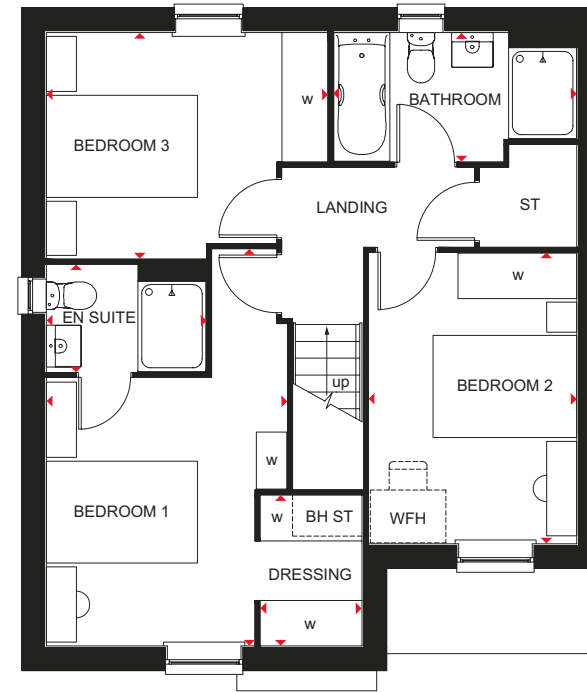 BATHROOM
w
BEDROOM 3
LANDING
ST
w
EN SUITE
up
BEDROOM 2
w
BEDROOM 1
w
BH ST
WFH
DRESSING
w